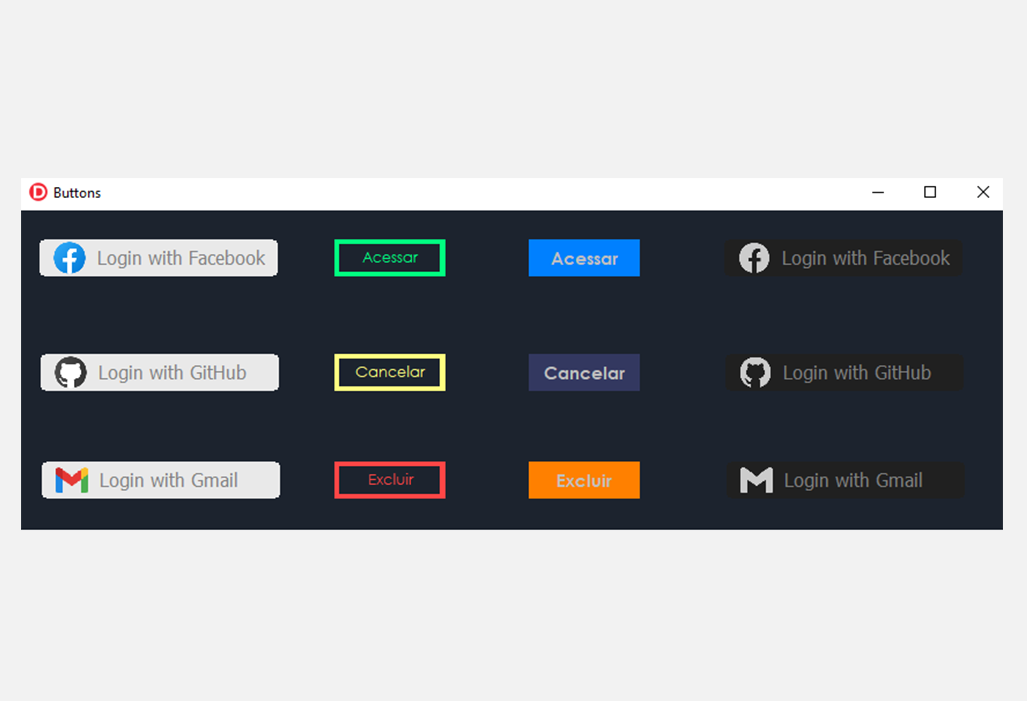 Buttons
Login with Facebook
Acessar
Acessar
Login with Facebook
Login with GitHub
Cancelar
Cancelar
Login with GitHub
Login with Gmail
Excluir
Excluir
Login with Gmail